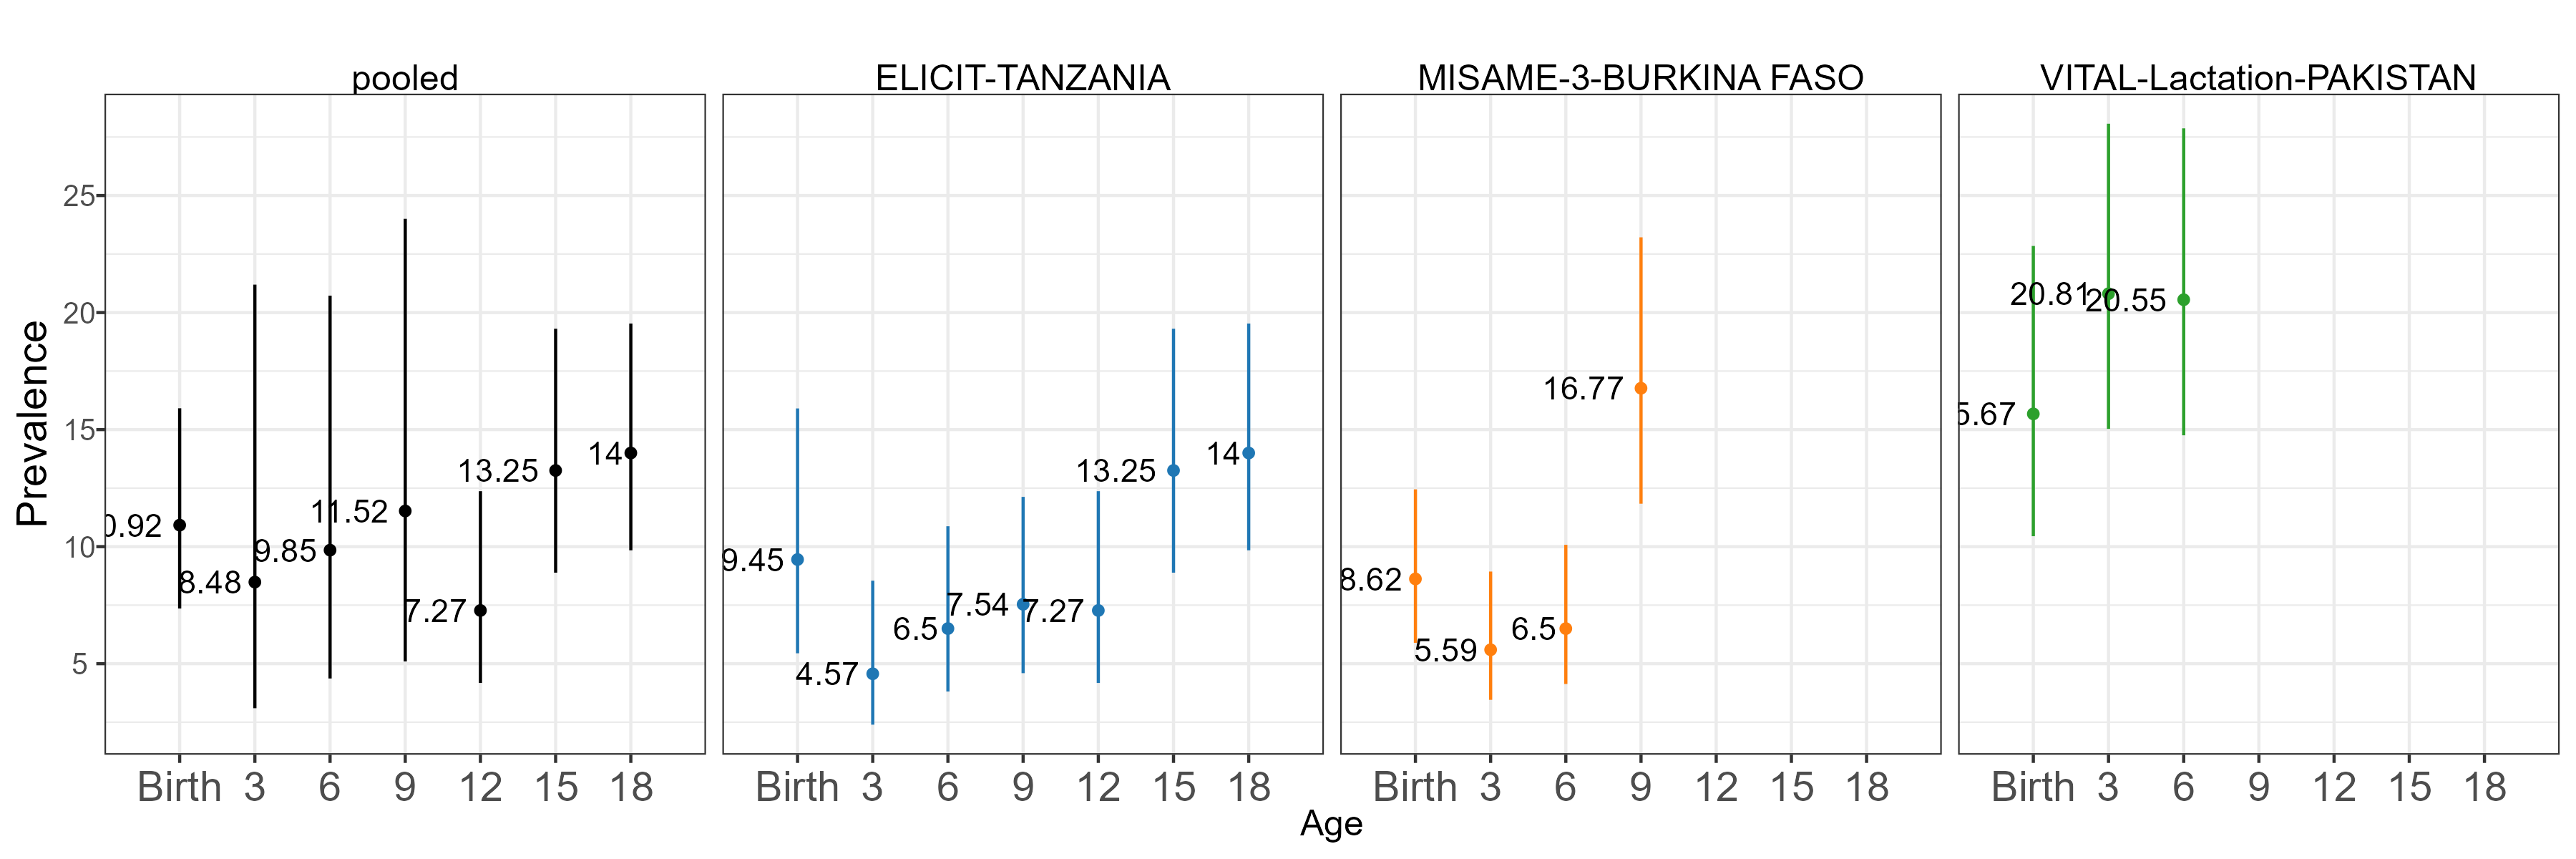 pooled
ELICIT-TANZANIA
MISAME-3-BURKINA FASO
VITAL-Lactation-PAKISTAN
Prevalence
25
20
15
10
5
0.92
8.48
9.85
11.52
7.27
13.25
14
9.45
4.57
6.5
7.54
7.27
13.25
14
8.62
5.59
6.5
16.77
5.67
20.81
20.55
Birth 3 6 9 12 15 18
Birth 3 6 9 12 15 18
Birth 3 6 9 12 15 18
Birth 3 6 9 12 15 18
Age